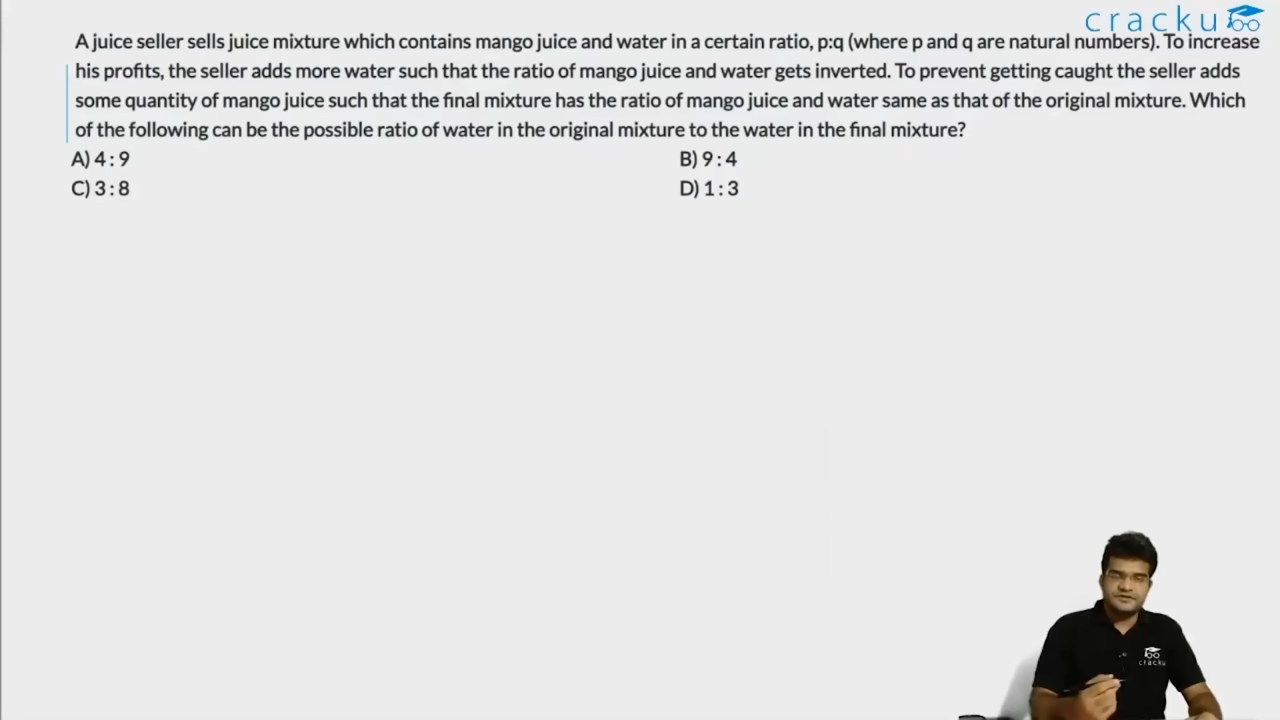 cracku
A juice seller sells juice mixture which contains mango juice and water in a certain ratio, p:q (where p and q are natural numbers). To increase
his profits, the seller adds more water such that the ratio of mango juice and water gets inverted. To prevent getting caught the seller adds
some quantity of mango juice such that the final mixture has the ratio of mango juice and water same as that of the original mixture. Which
of the following can be the possible ratio of water in the original mixture to the water in the final mixture?
A) 4 : 9
B) 9 : 4
C) 3 : 8
D) 1 : 3
cracku